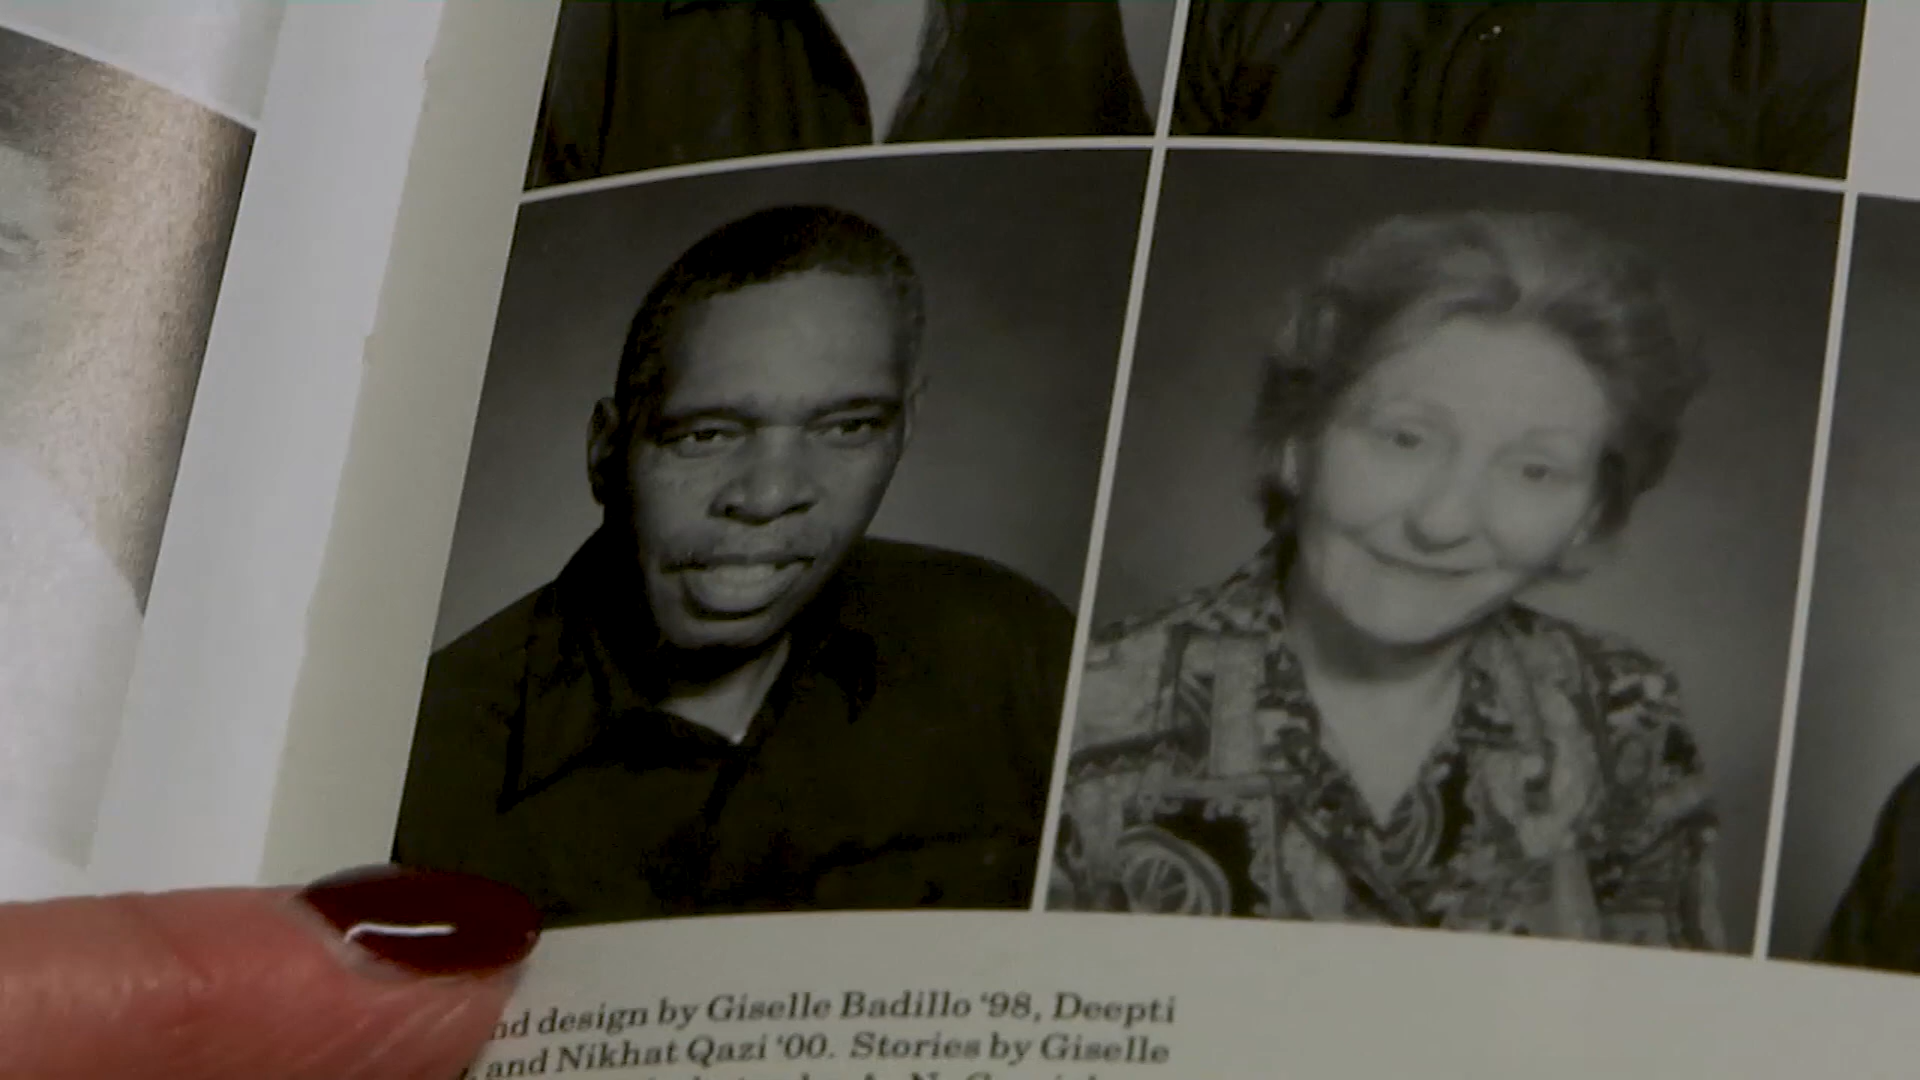 nd design by Giselle Badillo '98, Deepti
, and Nikhat Qazi '00. Stories by Giselle